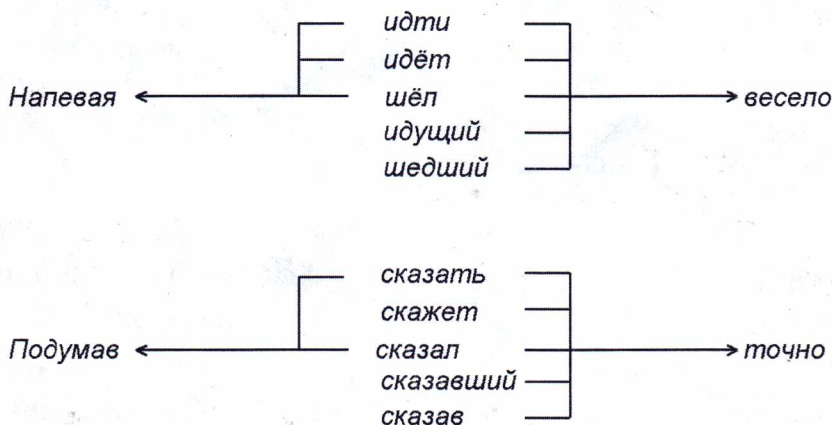 идти
идёт
Напевая шёл весело
идущий
шедший
сказать
скажет
Подумав сказал точно
сказавший
сказав